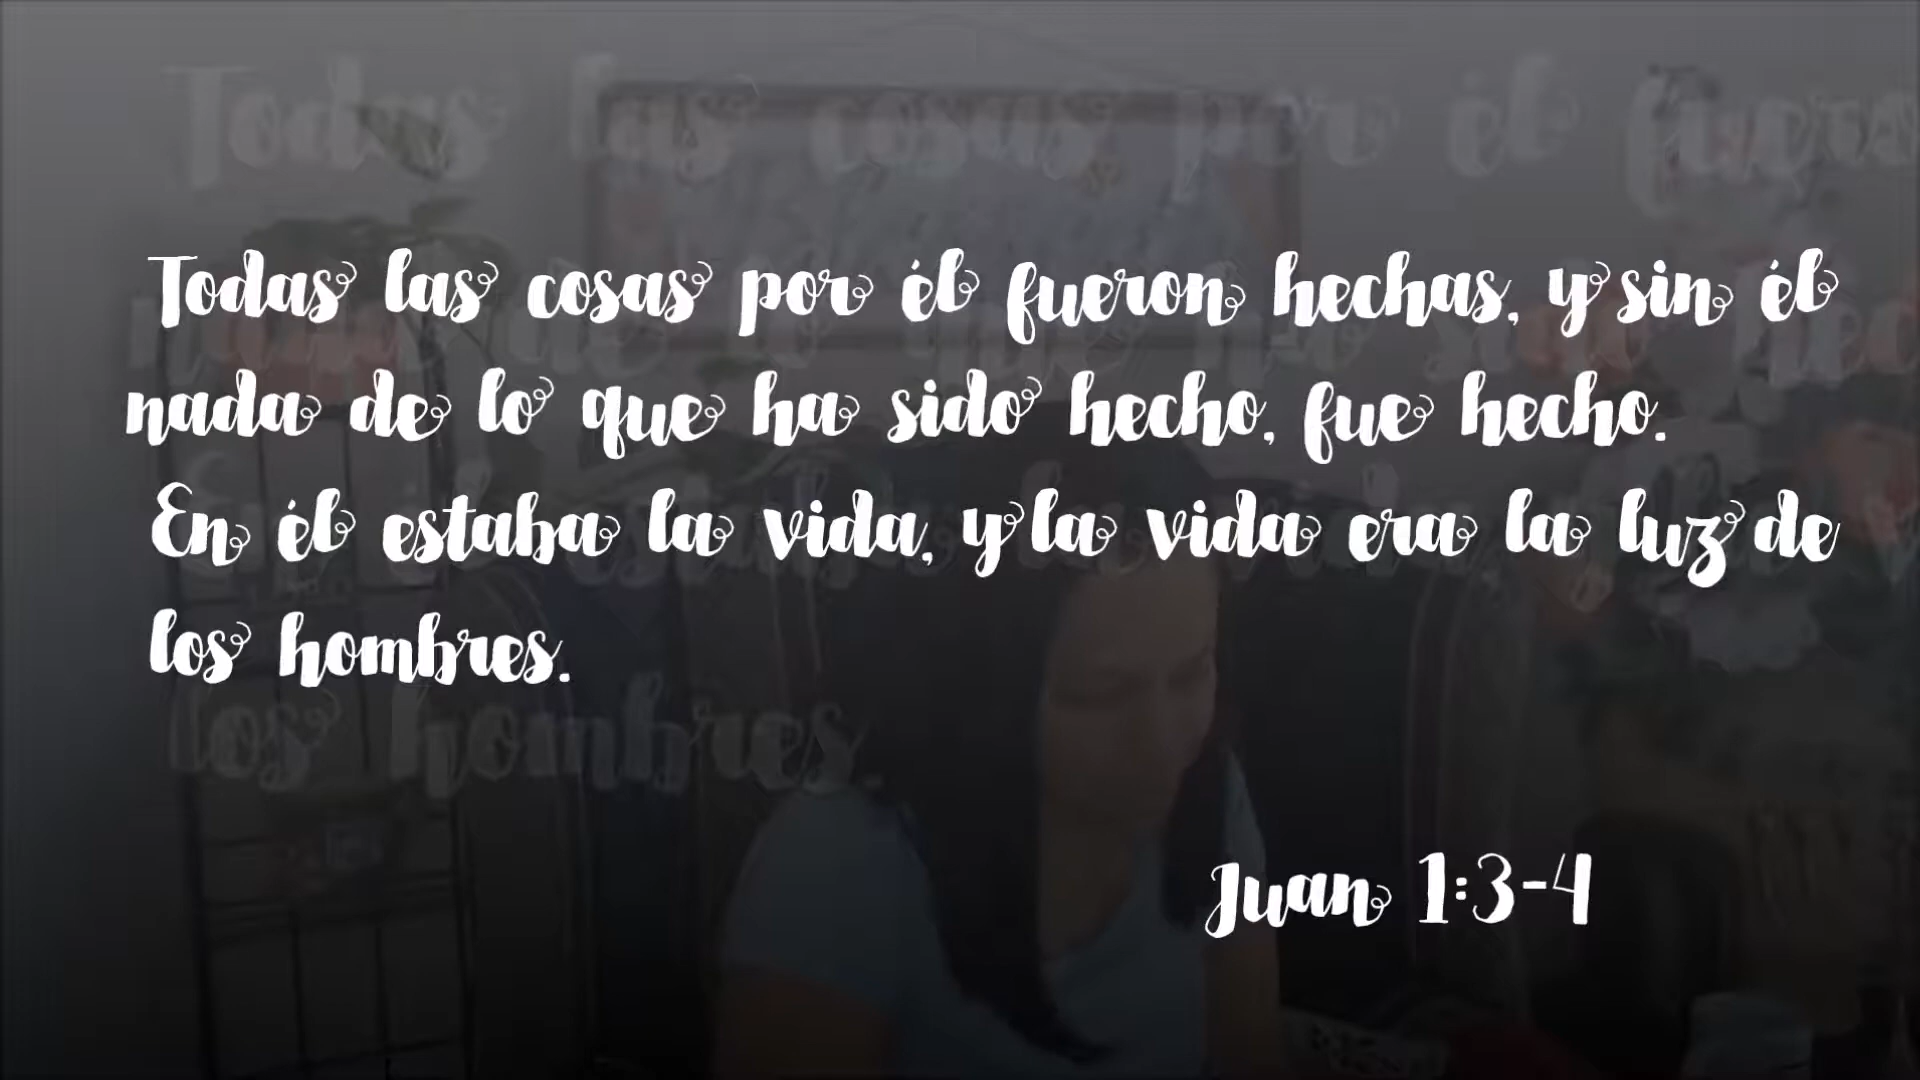 Todas las cosas por él fueron hechas, y sin él
nada de lo que ha sido hecho, fue hecho.
En él estaba la vida, y la vida era la luz de
los hombres.
Juan 1:3-4